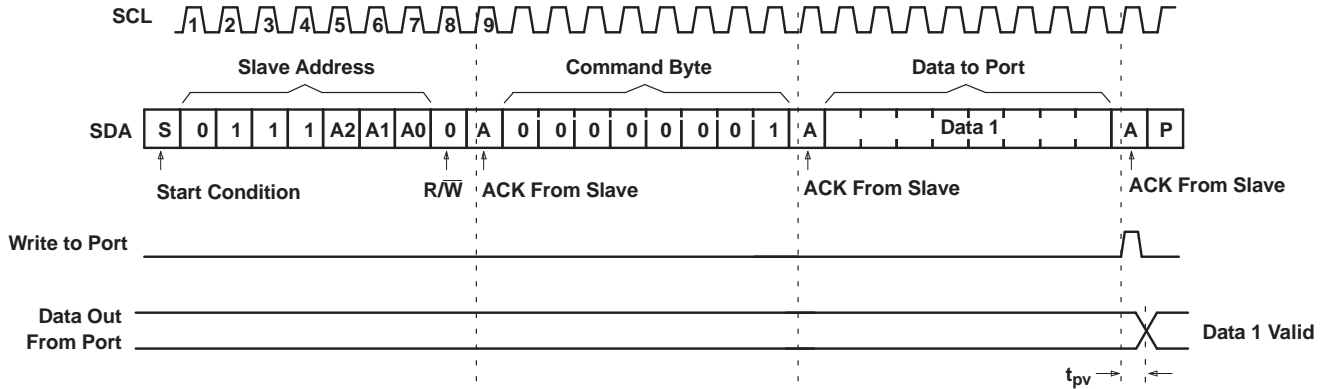 SCL 1 2 3 4 5 6 7 8 9
Slave Address Command Byte Data to Port
SDA S 0 1 1 1 A2 A1 A0 0 A 0 0 0 0 0 0 0 1 A Data 1 A P
Start Condition R/W̅ ACK From Slave ACK From Slave ACK From Slave
Write to Port
Data Out
From Port
Data 1 Valid
tpv